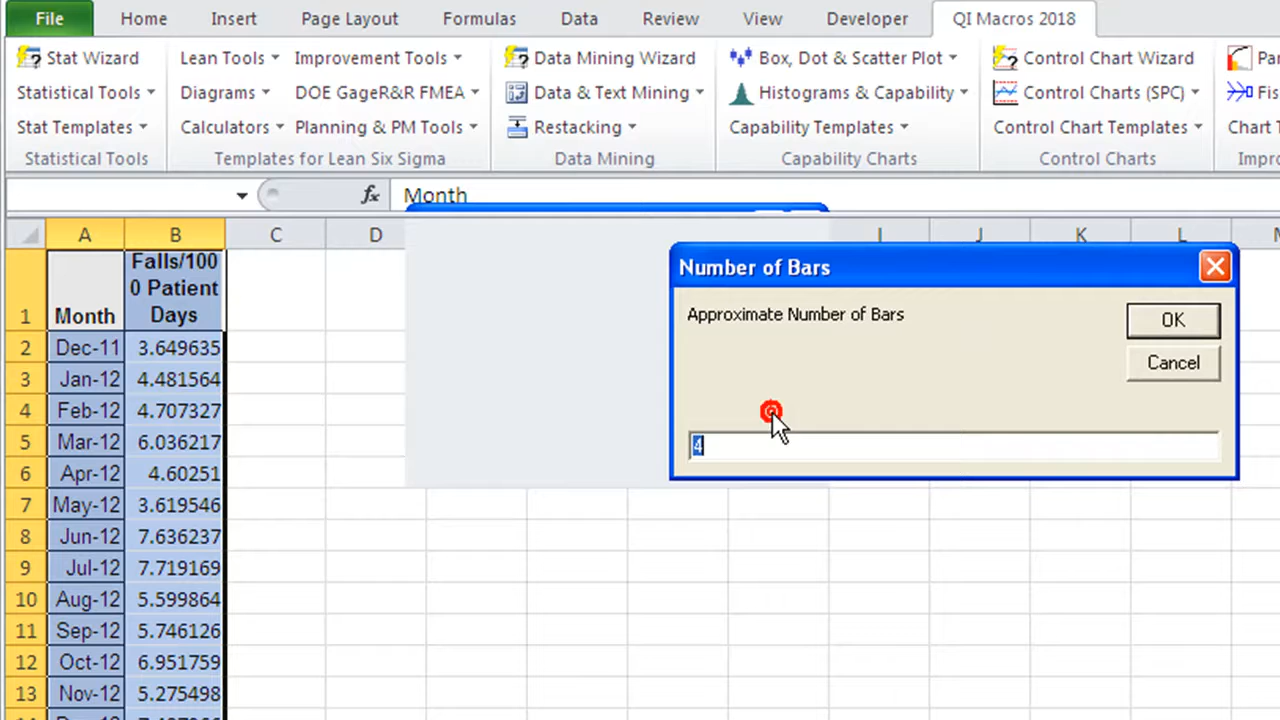 File Home Insert Page Layout Formulas Data Review View Developer QI Macros 2018
Stat Wizard Lean Tools Improvement Tools Data Mining Wizard Box, Dot & Scatter Plot Control Chart Wizard
Statistical Tools Diagrams DOE GageR&R FMEA Data & Text Mining Histograms & Capability Control Charts (SPC)
Stat Templates Calculators Planning & PM Tools Restacking Capability Templates Control Chart Templates Chart
Statistical Tools Templates for Lean Six Sigma Data Mining Capability Charts Control Charts
fx Month
A B C D I J K L
Falls/100
0 Patient
1 Month Days
2 Dec-11 3.649635
3 Jan-12 4.481564
4 Feb-12 4.707327
5 Mar-12 6.036217
6 Apr-12 4.60251
7 May-12 3.619546
8 Jun-12 7.636237
9 Jul-12 7.719169
10 Aug-12 5.599864
11 Sep-12 5.746126
12 Oct-12 6.951759
13 Nov-12 5.275498
Number of Bars
Approximate Number of Bars
OK
Cancel
4